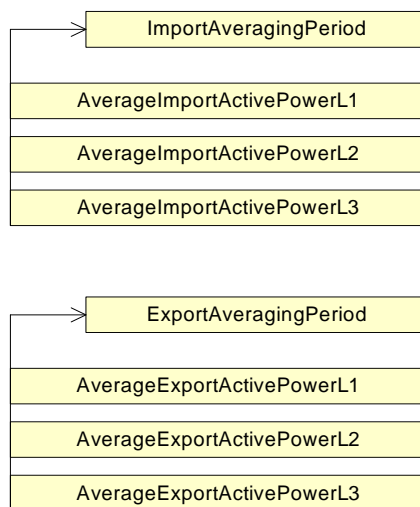 ImportAveragingPeriod
AverageImportActivePowerL1
AverageImportActivePowerL2
AverageImportActivePowerL3
ExportAveragingPeriod
AverageExportActivePowerL1
AverageExportActivePowerL2
AverageExportActivePowerL3